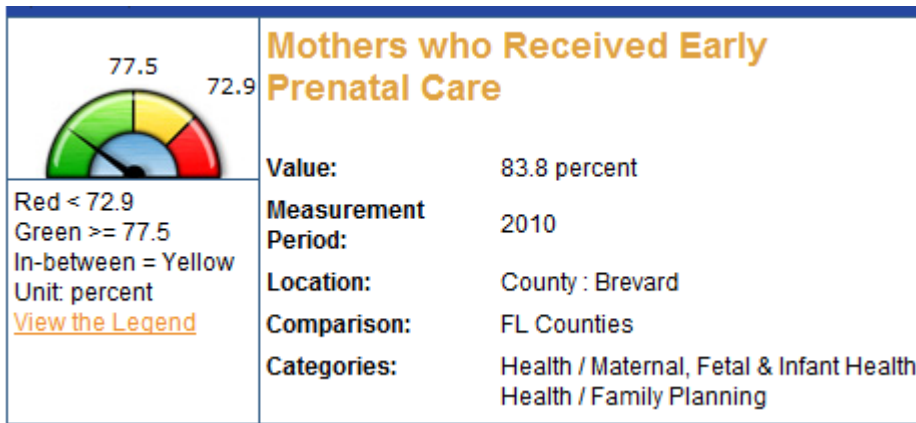 77.5
72.9
Red < 72.9
Green >= 77.5
In-between = Yellow
Unit: percent
View the Legend
Mothers who Received Early
Prenatal Care
Value: 83.8 percent
Measurement
Period: 2010
Location: County : Brevard
Comparison: FL Counties
Categories: Health / Maternal, Fetal & Infant Health
Health / Family Planning